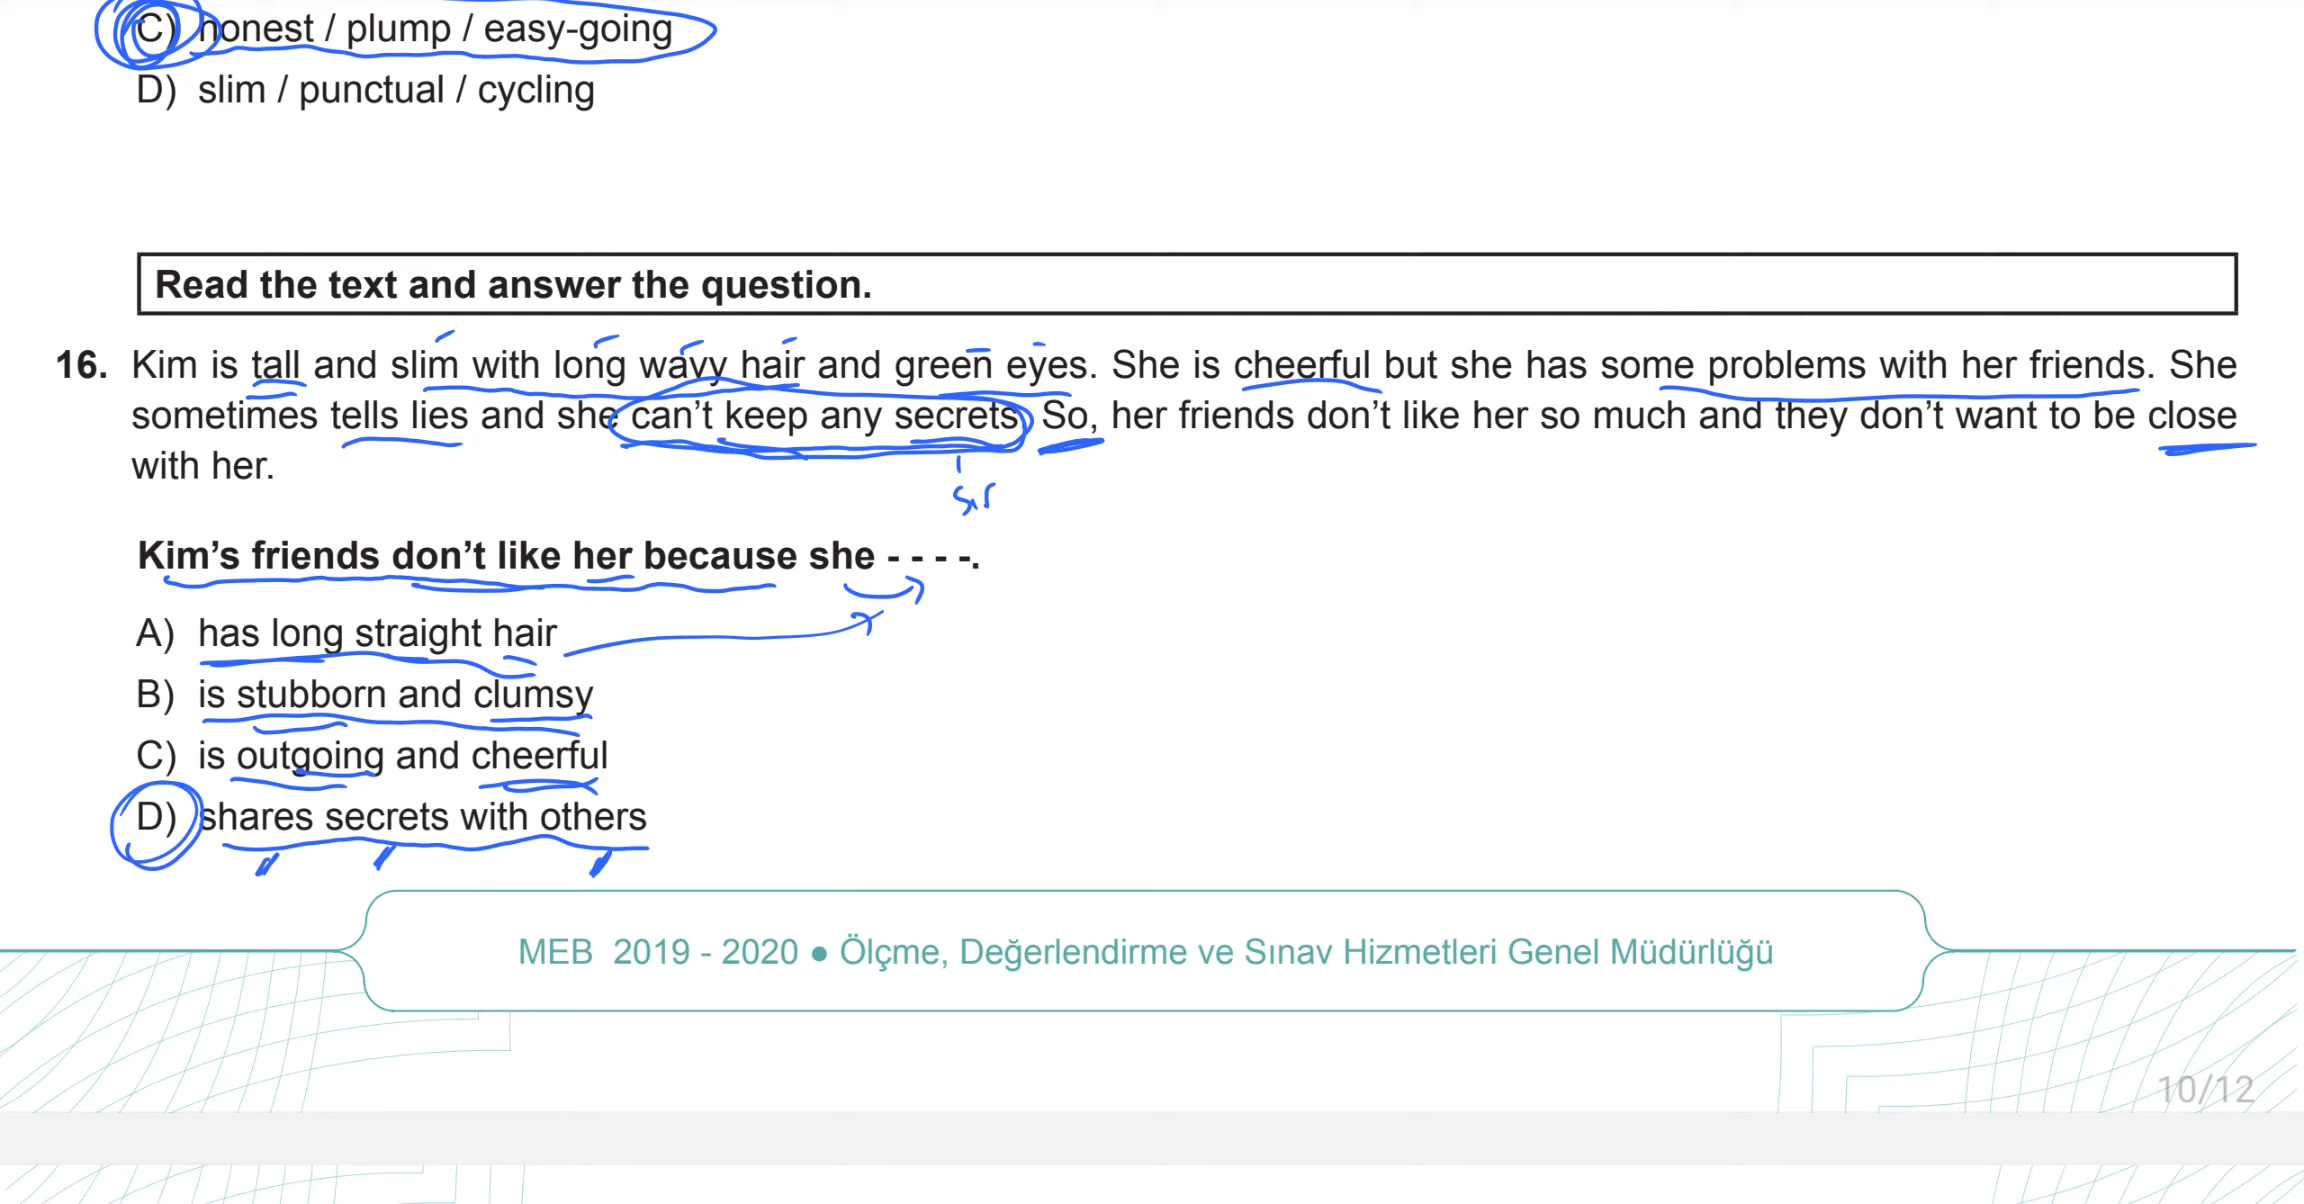 C) honest / plump / easy-going
D) slim / punctual / cycling
Read the text and answer the question.
16. Kim is tall and slim with long wavy hair and green eyes. She is cheerful but she has some problems with her friends. She
sometimes tells lies and she can't keep any secrets. So, her friends don't like her so much and they don't want to be close
with her.
sır
Kim's friends don't like her because she - - - -.
A) has long straight hair
B) is stubborn and clumsy
C) is outgoing and cheerful
D) shares secrets with others
MEB 2019 - 2020 ● Ölçme, Değerlendirme ve Sınav Hizmetleri Genel Müdürlüğü
10/12